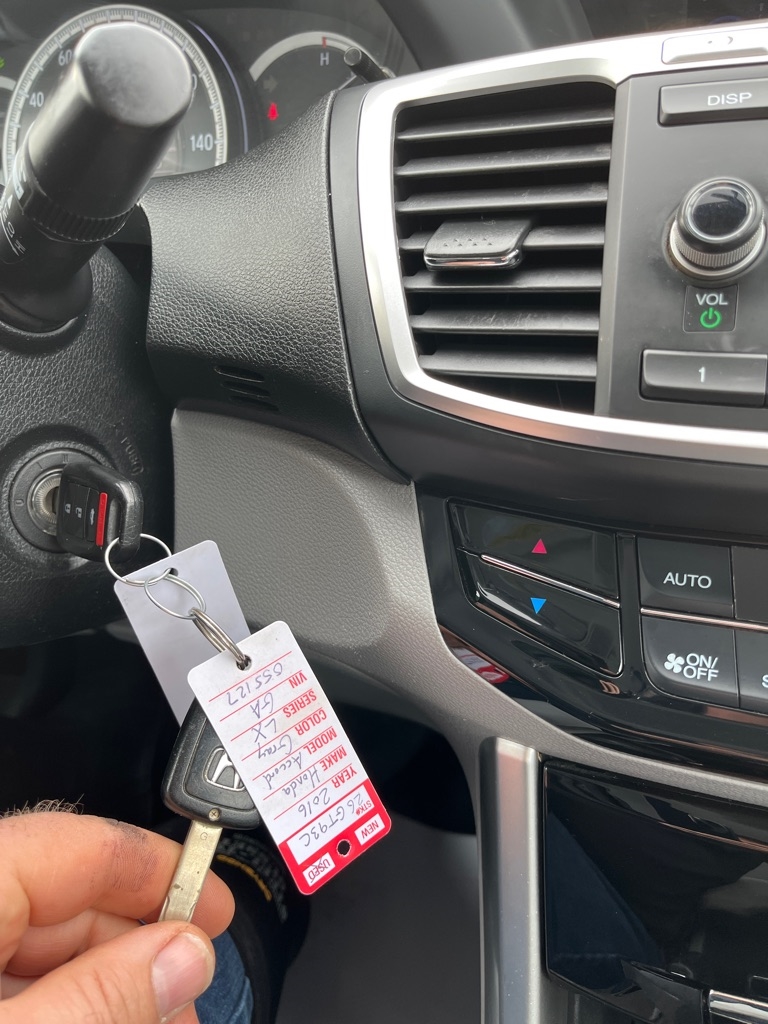 60
40
140
H
DISP
VOL
1
AUTO
ON/
OFF
NEW USED
STK# 26GT93C
YEAR 2016
MAKE Honda
MODEL Accord
COLOR Gray
SERIES LX
VIN GA
055127